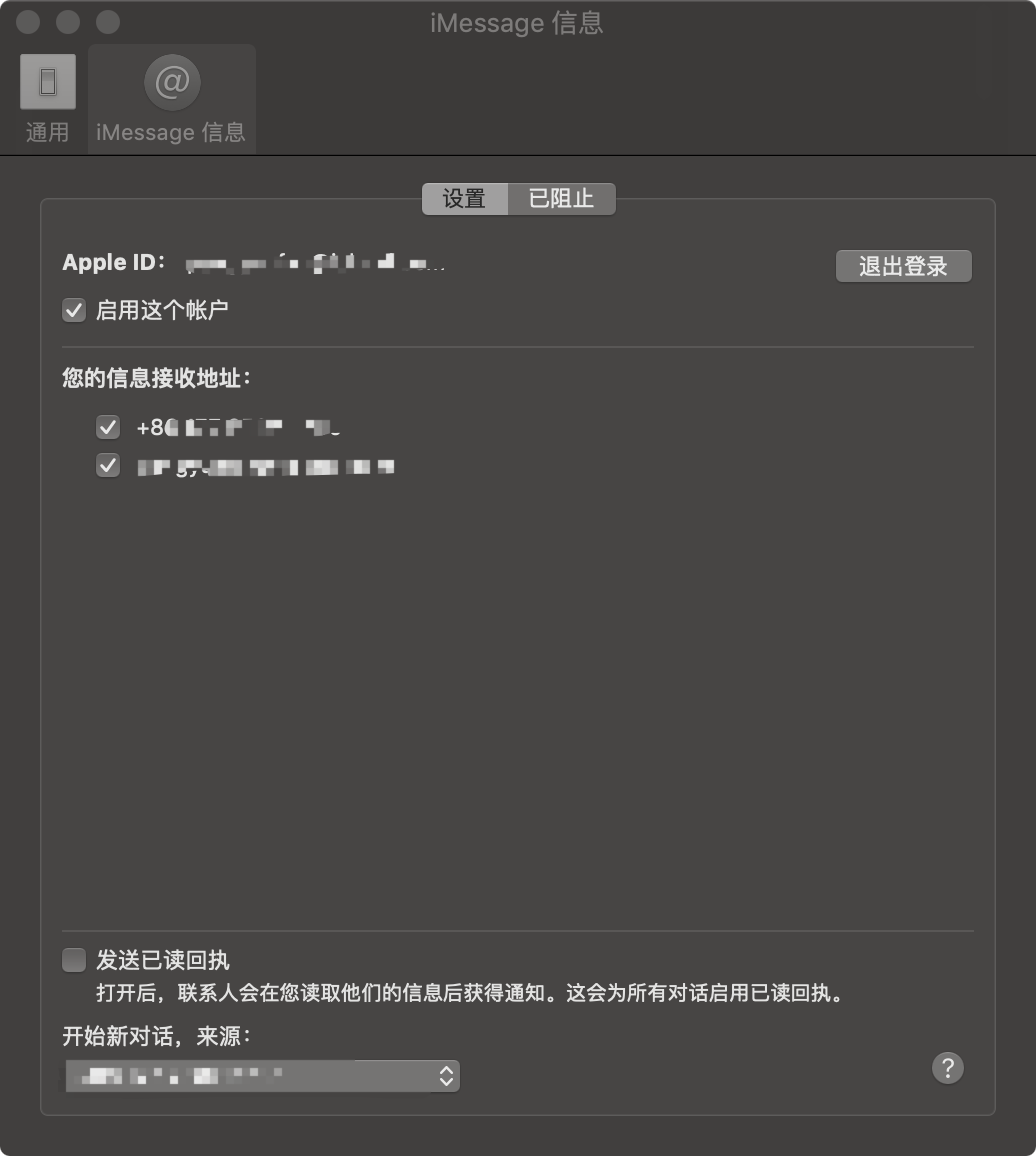 iMessage 信息
通用
iMessage 信息
设置 已阻止
Apple ID：
退出登录
启用这个帐户
您的信息接收地址：
+86
发送已读回执
打开后，联系人会在您读取他们的信息后获得通知。这会为所有对话启用已读回执。
开始新对话，来源：
?